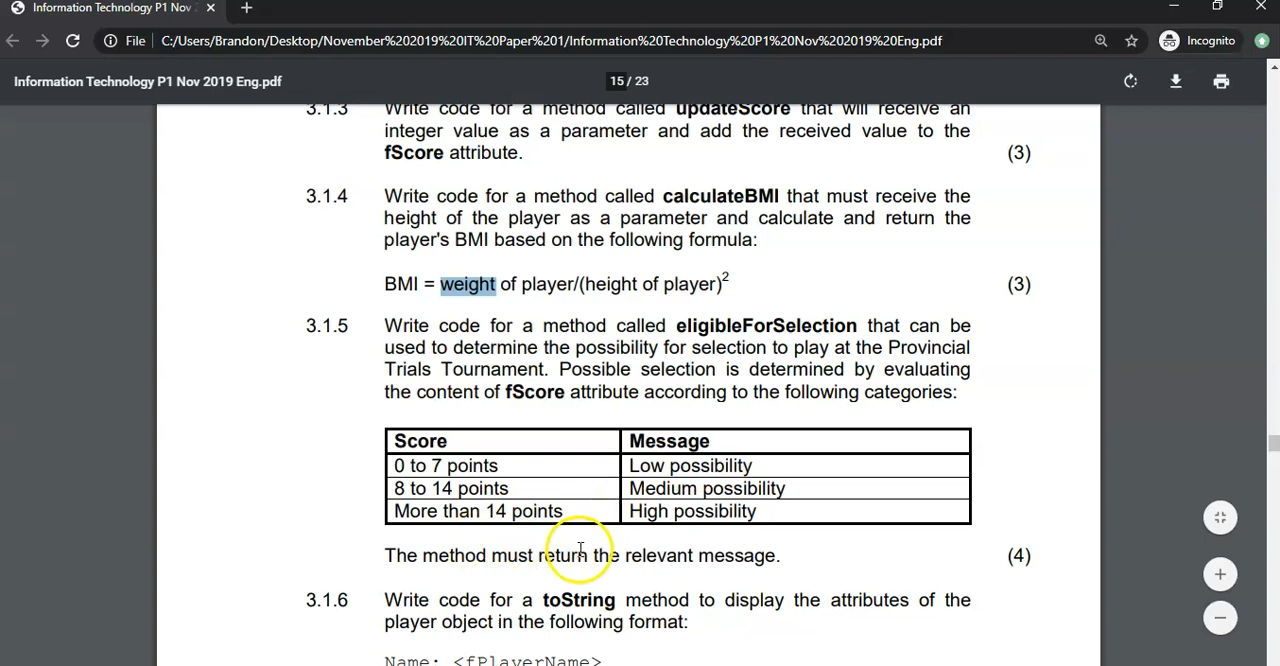 Information Technology P1 Nov 2
File C:/Users/Brandon/Desktop/November%202019%20IT%20Paper%201/Information%20Technology%20P1%20Nov%202019%20Eng.pdf Incognito
Information Technology P1 Nov 2019 Eng.pdf 15 / 23
3.1.3 Write code for a method called updateScore that will receive an
integer value as a parameter and add the received value to the
fScore attribute. (3)
3.1.4 Write code for a method called calculateBMI that must receive the
height of the player as a parameter and calculate and return the
player's BMI based on the following formula:
BMI = weight of player/(height of player)² (3)
3.1.5 Write code for a method called eligibleForSelection that can be
used to determine the possibility for selection to play at the Provincial
Trials Tournament. Possible selection is determined by evaluating
the content of fScore attribute according to the following categories:
Score Message
0 to 7 points Low possibility
8 to 14 points Medium possibility
More than 14 points High possibility
The method must return the relevant message. (4)
3.1.6 Write code for a toString method to display the attributes of the
player object in the following format:
Name: <fPlayerName>